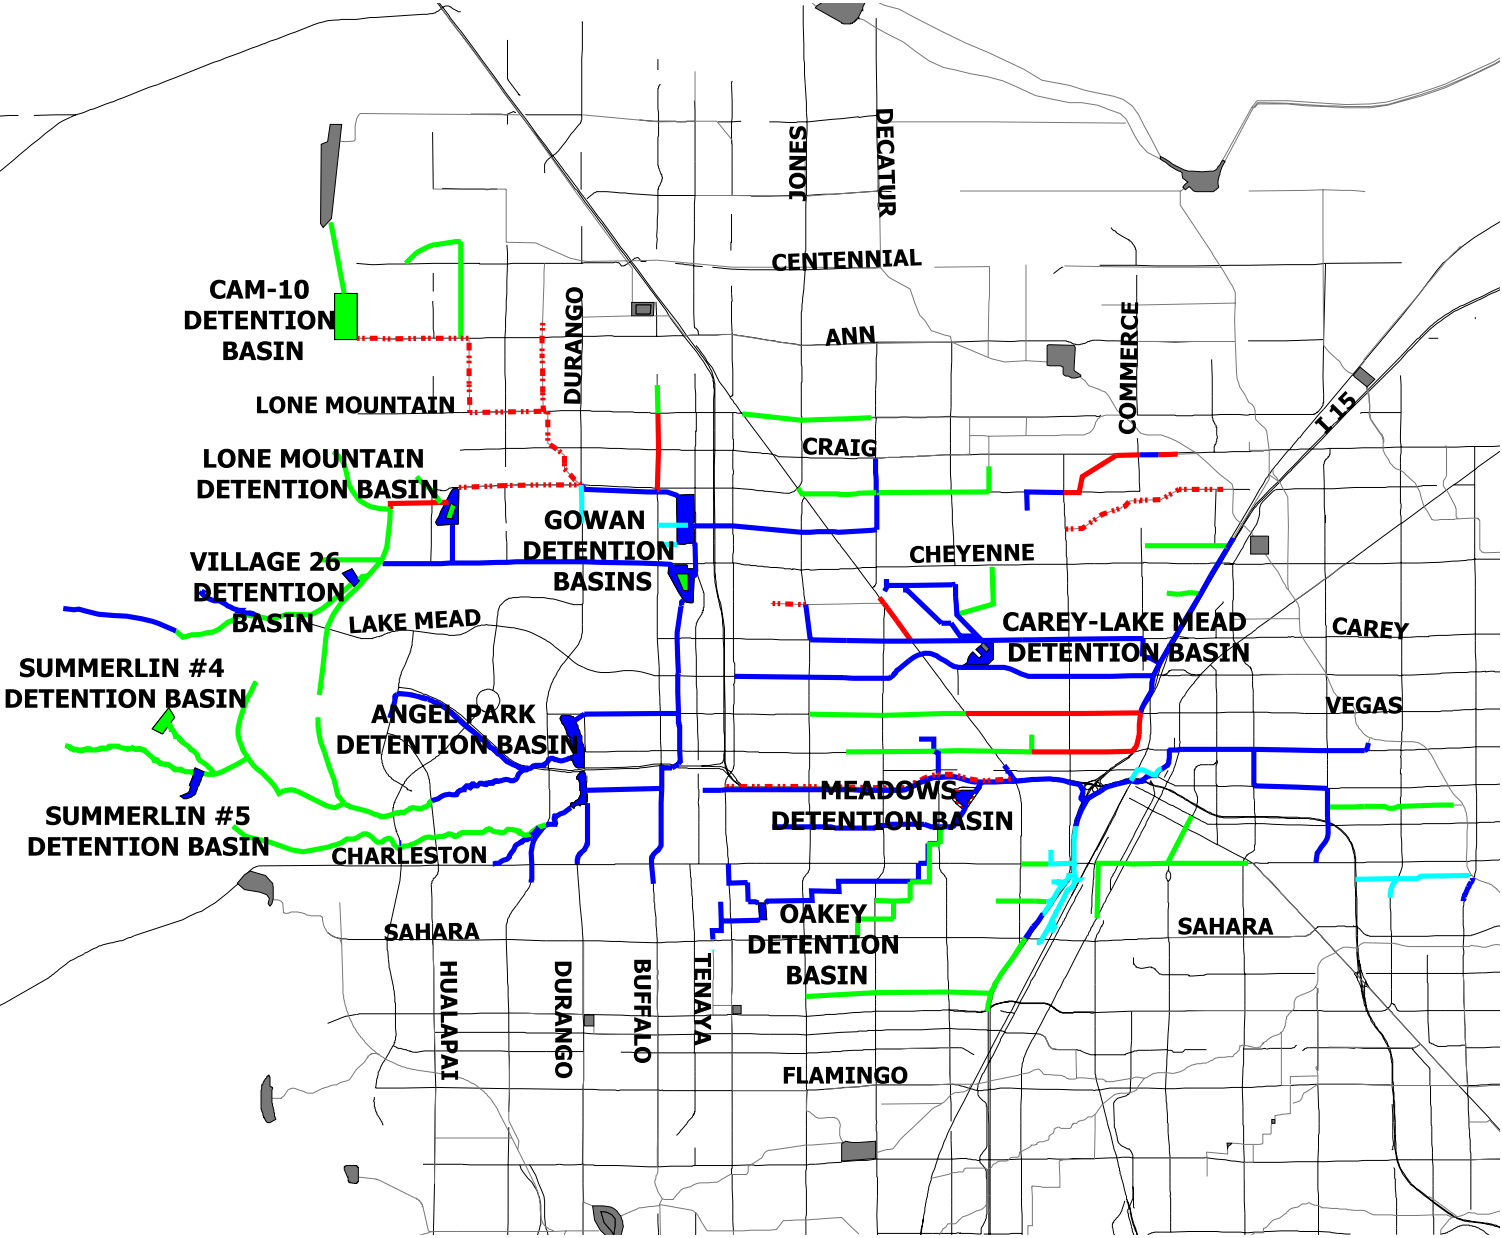 JONES
DECATUR
CENTENNIAL
CAM-10
DETENTION
BASIN
DURANGO
ANN
COMMERCE
LONE MOUNTAIN
I 15
CRAIG
LONE MOUNTAIN
DETENTION BASIN
GOWAN
DETENTION
BASINS
CHEYENNE
VILLAGE 26
DETENTION
BASIN
LAKE MEAD
CAREY-LAKE MEAD
DETENTION BASIN
CAREY
SUMMERLIN #4
DETENTION BASIN
ANGEL PARK
DETENTION BASIN
VEGAS
MEADOWS
DETENTION BASIN
SUMMERLIN #5
DETENTION BASIN
CHARLESTON
OAKEY
DETENTION
BASIN
SAHARA
SAHARA
HUALAPAI
DURANGO
BUFFALO
TENAYA
FLAMINGO